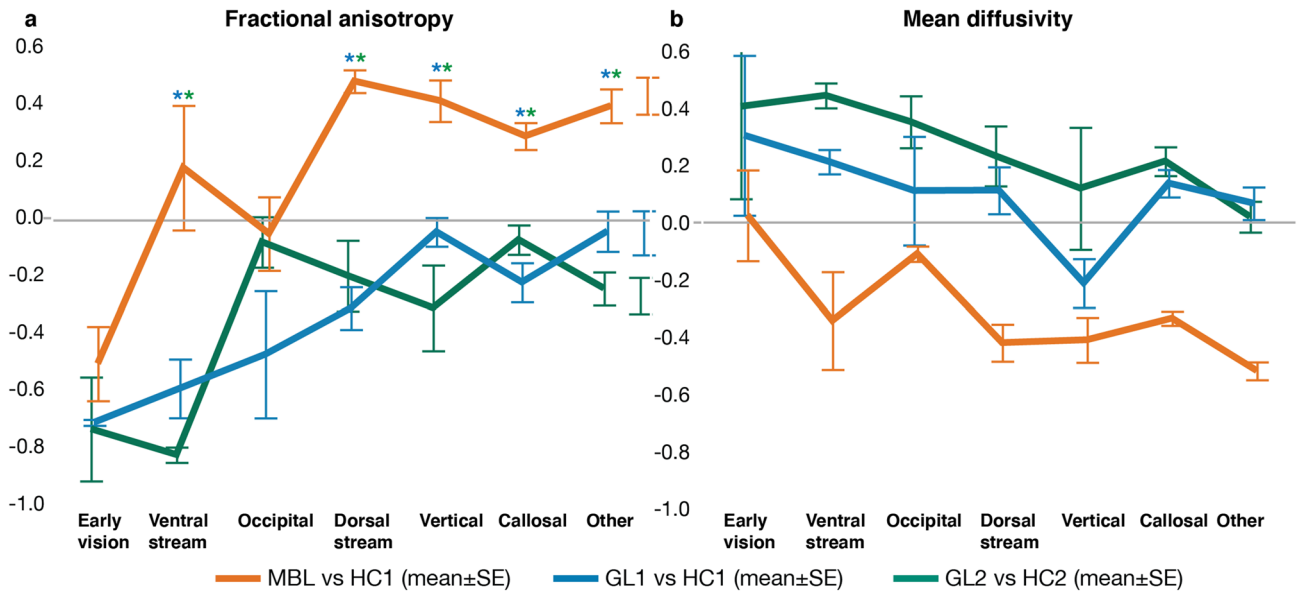 a Fractional anisotropy
0.6
0.4
0.2
0.0
-0.2
-0.4
-0.6
-0.8
-1.0
** ** ** ** **
Early vision
Ventral stream
Occipital
Dorsal stream
Vertical
Callosal
Other
b Mean diffusivity
0.6
0.4
0.2
0.0
-0.2
-0.4
-0.6
-0.8
-1.0
Early vision
Ventral stream
Occipital
Dorsal stream
Vertical
Callosal
Other
MBL vs HC1 (mean±SE)
GL1 vs HC1 (mean±SE)
GL2 vs HC2 (mean±SE)